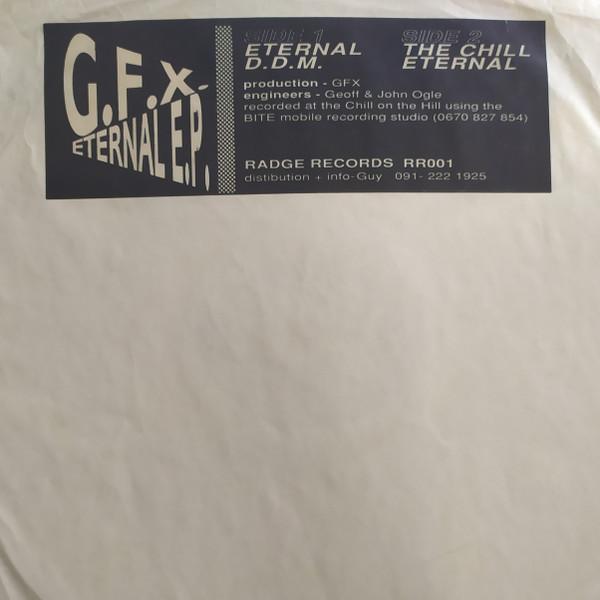 G.F.X.
ETERNAL E.P.
SIDE 1
ETERNAL
D.D.M.
SIDE 2
THE CHILL
ETERNAL
production - GFX
engineers - Geoff & John Ogle
recorded at the Chill on the Hill using the
BITE mobile recording studio (0670 827 854)
RADGE RECORDS RR001
distibution + info-Guy 091- 222 1925